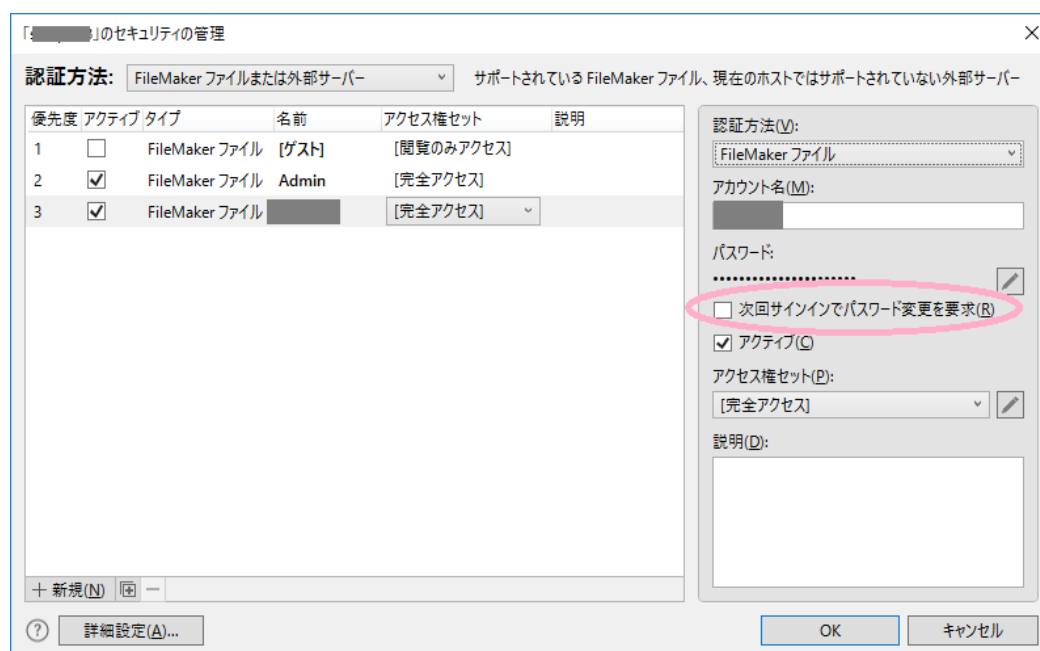 「s」のセキュリティの管理
認証方法: FileMaker ファイルまたは外部サーバー サポートされている FileMaker ファイル、現在のホストではサポートされていない外部サーバー
優先度 アクティブ タイプ 名前 アクセス権セット 説明
1 FileMaker ファイル [ゲスト] [閲覧のみアクセス]
2 FileMaker ファイル Admin [完全アクセス]
3 FileMaker ファイル [完全アクセス]
認証方法(V):
FileMaker ファイル
アカウント名(M):
パスワード:
••••••••••••••••••••••
次回サインインでパスワード変更を要求(R)
アクティブ(C)
アクセス権セット(P):
[完全アクセス]
説明(D):
新規(N)
? 詳細設定(A)... OK キャンセル